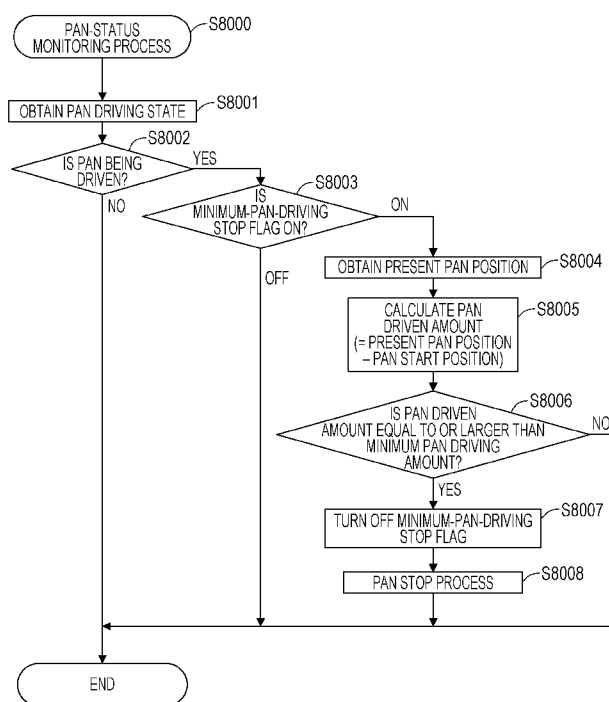 PAN-STATUS
MONITORING PROCESS
S8000
OBTAIN PAN DRIVING STATE
S8001
S8002
IS PAN BEING
DRIVEN?
YES
NO
S8003
IS
MINIMUM-PAN-DRIVING
STOP FLAG ON?
ON
OFF
OBTAIN PRESENT PAN POSITION
S8004
CALCULATE PAN
DRIVEN AMOUNT
(= PRESENT PAN POSITION
– PAN START POSITION)
S8005
S8006
IS PAN DRIVEN
AMOUNT EQUAL TO OR LARGER THAN
MINIMUM PAN DRIVING
AMOUNT?
NO
YES
TURN OFF MINIMUM-PAN-DRIVING
STOP FLAG
S8007
PAN STOP PROCESS
S8008
END